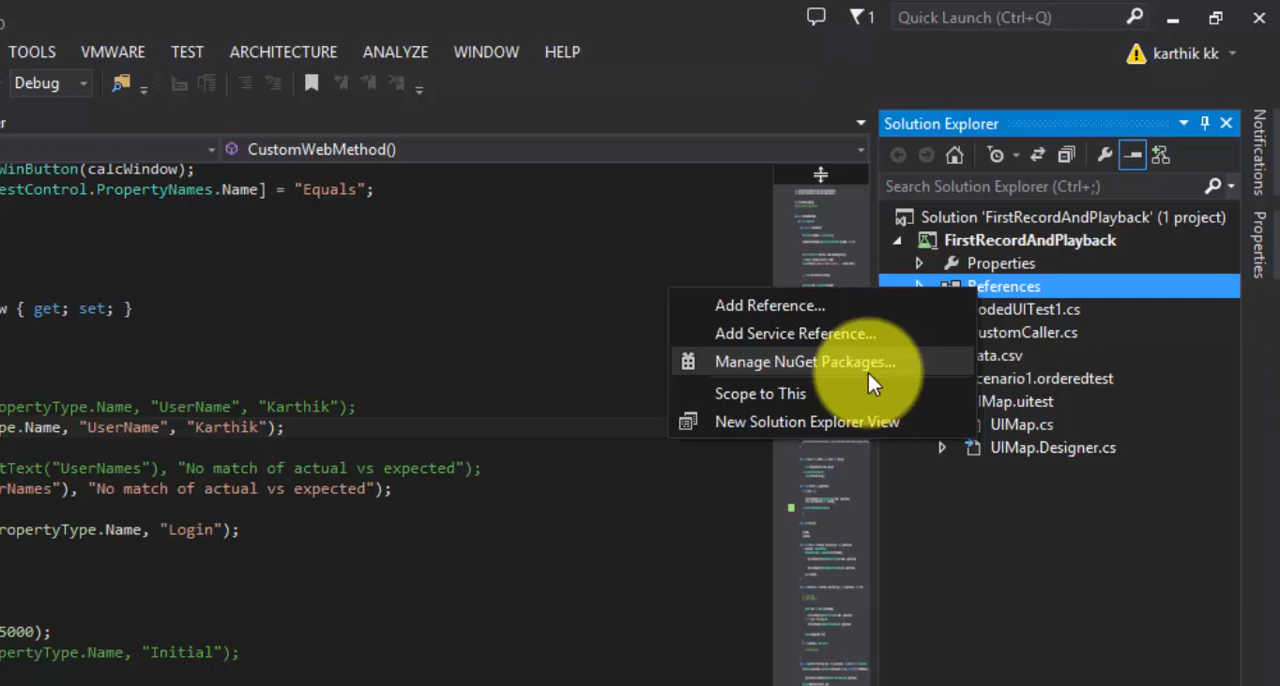 1
Quick Launch (Ctrl+Q)
TOOLS VMWARE TEST ARCHITECTURE ANALYZE WINDOW HELP
karthik kk
Debug
er
CustomWebMethod()
WinButton(calcWindow);
estControl.PropertyNames.Name] = "Equals";
w { get; set; }
opertyType.Name, "UserName", "Karthik");
pe.Name, "UserName", "Karthik");
tText("UserNames"), "No match of actual vs expected");
rNames"), "No match of actual vs expected");
ropertyType.Name, "Login");
5000);
pertyType.Name, "Initial");
Add Reference...
Add Service Reference...
Manage NuGet Packages...
Scope to This
New Solution Explorer View
Solution Explorer
Search Solution Explorer (Ctrl+;)
Solution 'FirstRecordAndPlayback' (1 project)
FirstRecordAndPlayback
Properties
References
odedUITest1.cs
ustomCaller.cs
ata.csv
cenario1.orderedtest
IMap.uitest
UIMap.cs
UIMap.Designer.cs
Notifications
Properties